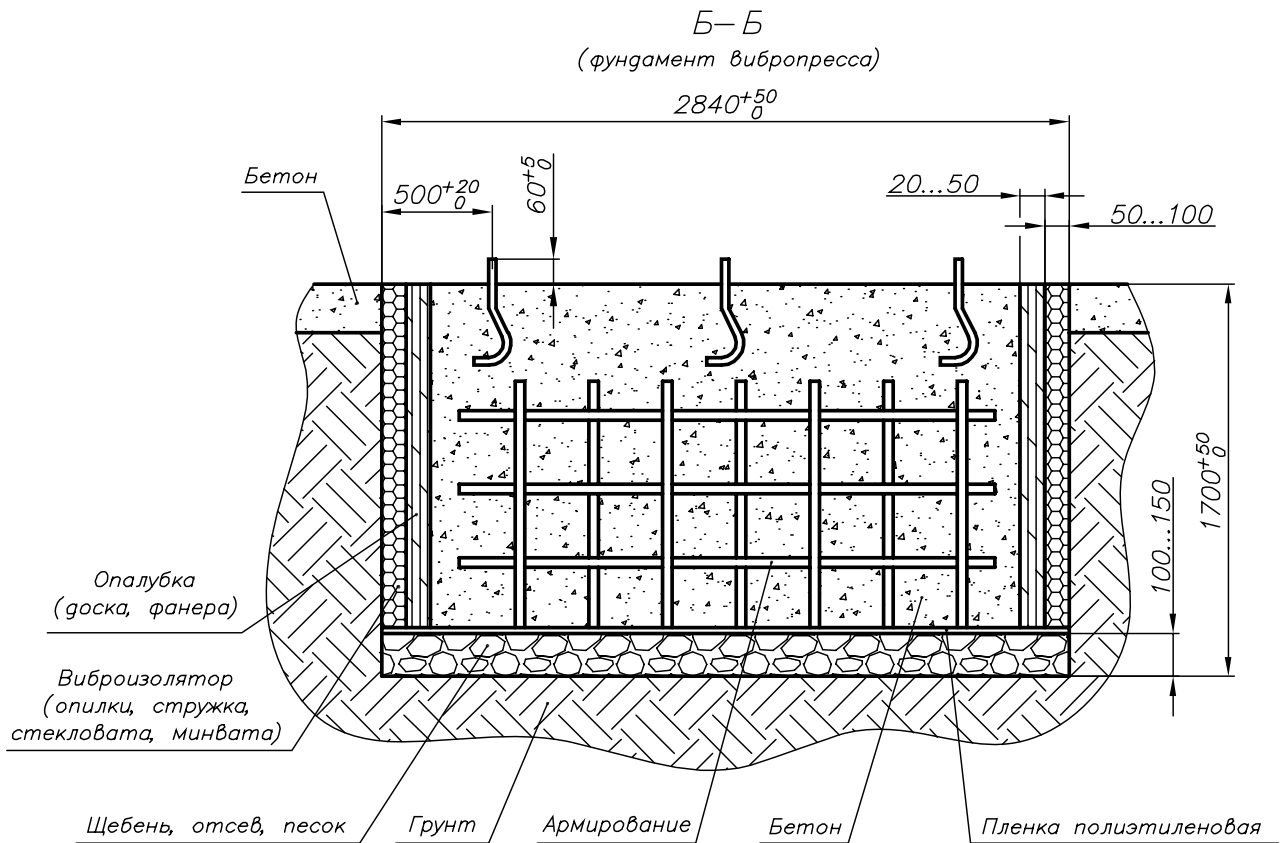 Б–Б
(фундамент вибропресса)
2840+50 0
Бетон
500+20 0
60+5 0
20...50
50...100
1700+50 0
100...150
Опалубка
(доска, фанера)
Виброизолятор
(опилки, стружка,
стекловата, минвата)
Щебень, отсев, песок
Грунт
Армирование
Бетон
Пленка полиэтиленовая